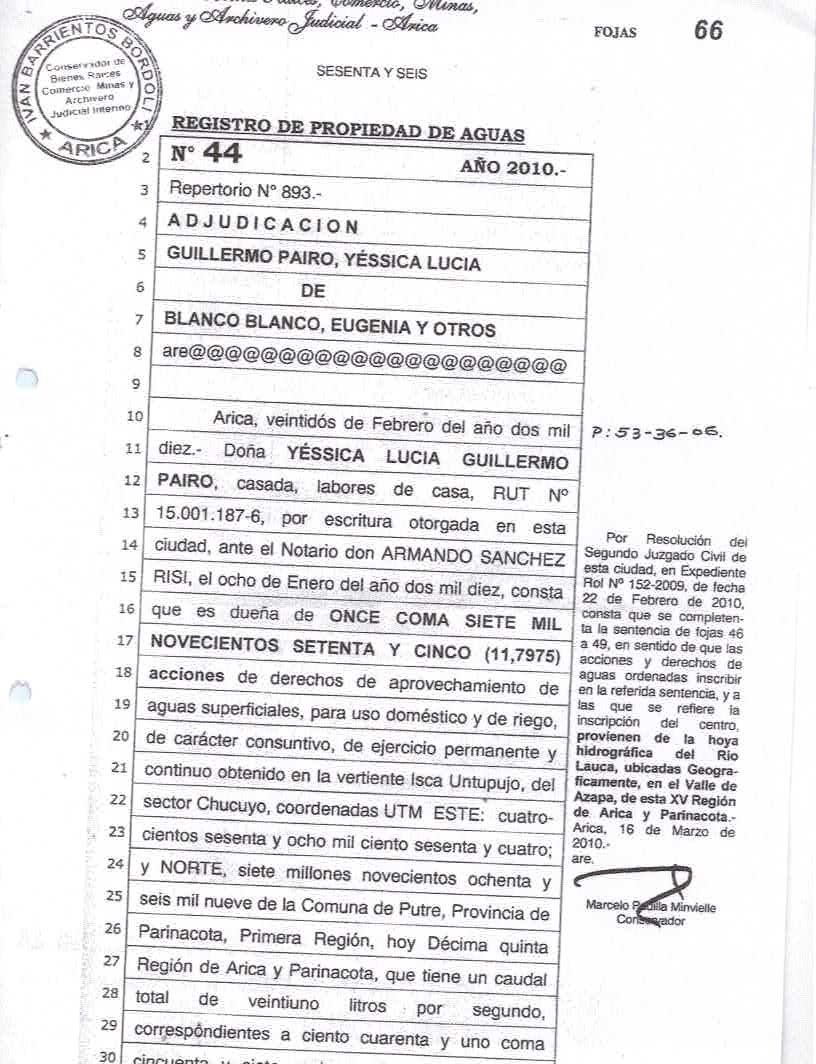 Comercio, Minas,
Aguas y Archivero Judicial - Arica
FOJAS 66
SESENTA Y SEIS
IVAN BARRIENTOS BORDOLI
Conservador de
Bienes Raíces
Comercio Minas y
Archivero
Judicial Interino
★ ARICA ★
1 REGISTRO DE PROPIEDAD DE AGUAS
2 N° 44 AÑO 2010.-
3 Repertorio N° 893.-
4 A D J U D I C A C I O N
5 GUILLERMO PAIRO, YÉSSICA LUCIA
6 DE
7 BLANCO BLANCO, EUGENIA Y OTROS
8 are@@@@@@@@@@@@@@@@@@@@@
9
10 Arica, veintidós de Febrero del año dos mil
11 diez.- Doña YÉSSICA LUCIA GUILLERMO
12 PAIRO, casada, labores de casa, RUT Nº
13 15.001.187-6, por escritura otorgada en esta
14 ciudad, ante el Notario don ARMANDO SANCHEZ
15 RISI, el ocho de Enero del año dos mil diez, consta
16 que es dueña de ONCE COMA SIETE MIL
17 NOVECIENTOS SETENTA Y CINCO (11,7975)
18 acciones de derechos de aprovechamiento de
19 aguas superficiales, para uso doméstico y de riego,
20 de carácter consuntivo, de ejercicio permanente y
21 continuo obtenido en la vertiente Isca Untupujo, del
22 sector Chucuyo, coordenadas UTM ESTE: cuatro-
23 cientos sesenta y ocho mil ciento sesenta y cuatro;
24 y NORTE, siete millones novecientos ochenta y
25 seis mil nueve de la Comuna de Putre, Provincia de
26 Parinacota, Primera Región, hoy Décima quinta
27 Región de Arica y Parinacota, que tiene un caudal
28 total de veintiuno litros por segundo,
29 correspondientes a ciento cuarenta y uno coma
30 cincuenta y siete
P:53-36-06.
Por Resolución del
Segundo Juzgado Civil de
esta ciudad, en Expediente
Rol Nº 152-2009, de fecha
22 de Febrero de 2010,
consta que se completen-
ta la sentencia de fojas 46
a 49, en sentido de que las
acciones y derechos de
aguas ordenadas inscribir
en la referida sentencia, y a
las que se refiere la
inscripción del centro,
provienen de la hoya
hidrográfica del Rio
Lauca, ubicadas Geogra-
ficamente, en el Valle de
Azapa, de esta XV Región
de Arica y Parinacota.-
Arica, 16 de Marzo de
2010.-
are.
Marcelo Padilla Minvielle
Conservador